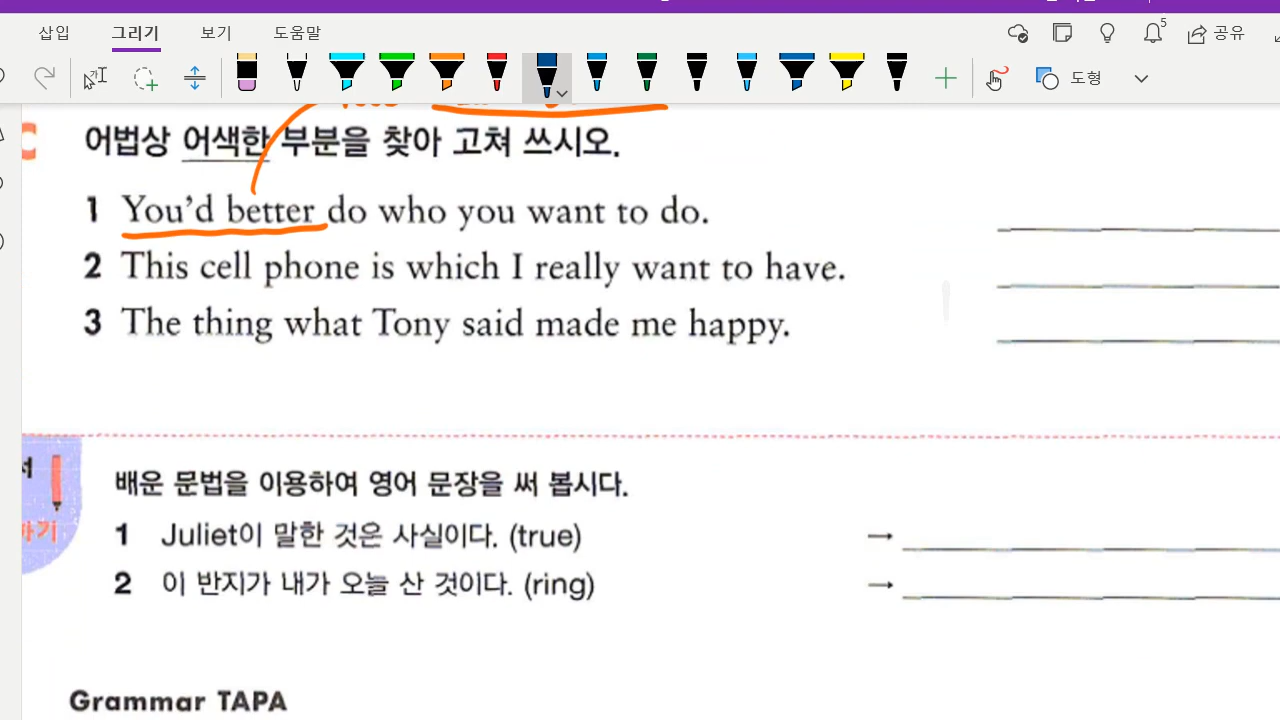 삽입 그리기 보기 도움말 5 공유
가 도형
C 어법상 어색한 부분을 찾아 고쳐 쓰시오.
1 You'd better do who you want to do.
2 This cell phone is which I really want to have.
3 The thing what Tony said made me happy.
배운 문법을 이용하여 영어 문장을 써 봅시다.
1 Juliet이 말한 것은 사실이다. (true) →
하기
2 이 반지가 내가 오늘 산 것이다. (ring) →
Grammar TAPA